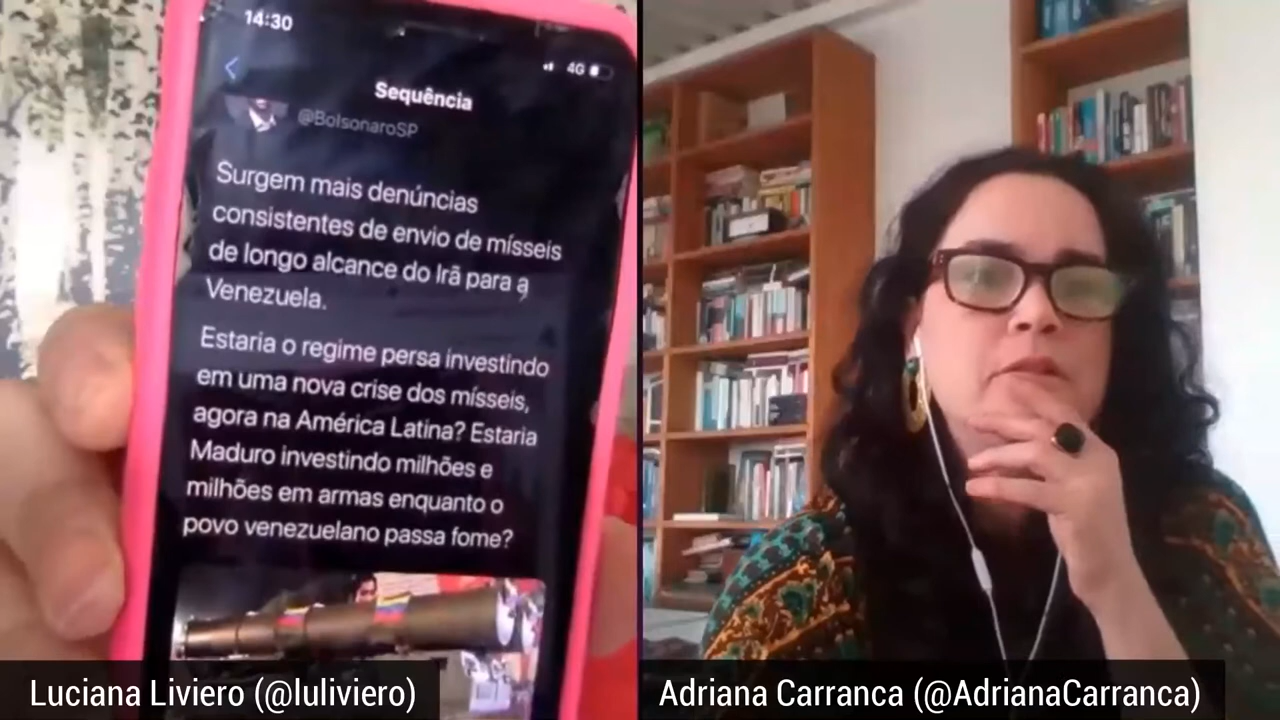 14:30
4G
Sequência
@BolsonaroSP
Surgem mais denúncias
consistentes de envio de mísseis
de longo alcance do Irã para a
Venezuela.
Estaria o regime persa investindo
em uma nova crise dos mísseis,
agora na América Latina? Estaria
Maduro investindo milhões e
milhões em armas enquanto o
povo venezuelano passa fome?
Luciana Liviero (@luliviero)
Adriana Carranca (@AdrianaCarranca)